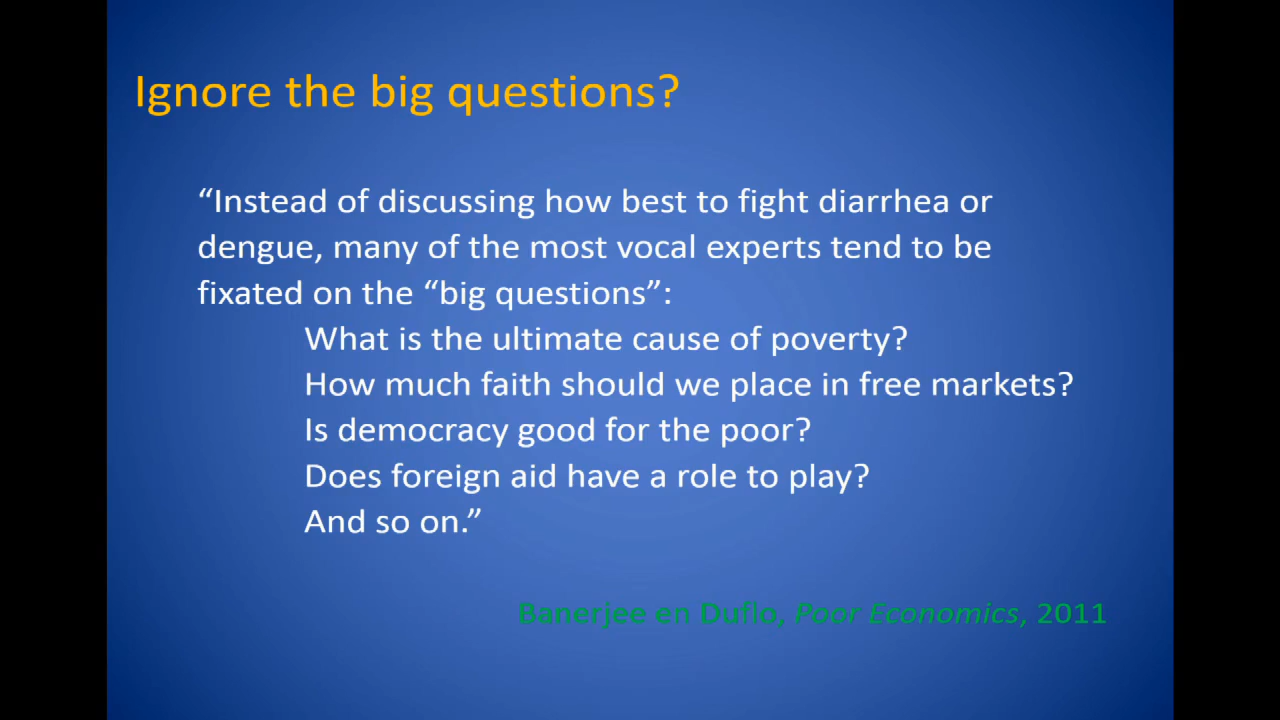 Ignore the big questions?
“Instead of discussing how best to fight diarrhea or
dengue, many of the most vocal experts tend to be
fixated on the “big questions”:
What is the ultimate cause of poverty?
How much faith should we place in free markets?
Is democracy good for the poor?
Does foreign aid have a role to play?
And so on.”
Banerjee en Duflo, Poor Economics, 2011